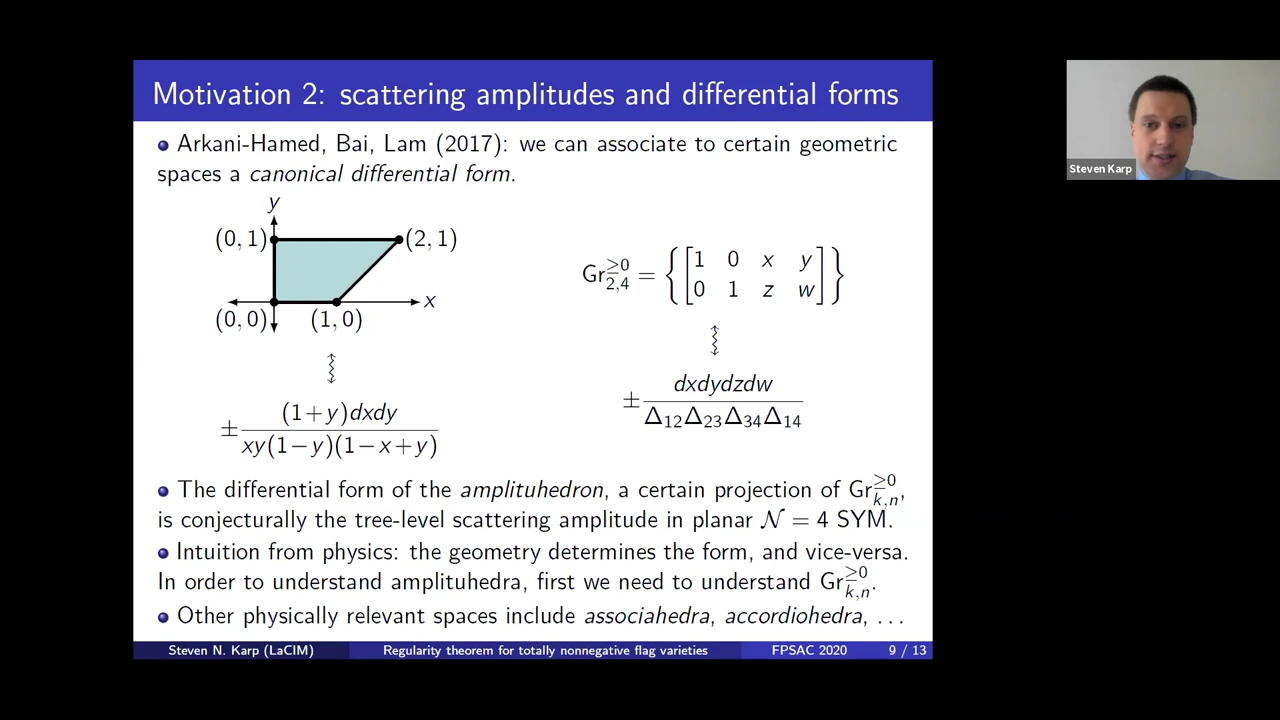 Motivation 2: scattering amplitudes and differential forms
Arkani-Hamed, Bai, Lam (2017): we can associate to certain geometric
spaces a canonical differential form.
y
(0, 1)
(2, 1)
x
(0, 0)
(1, 0)
± (1+y)dxdy / xy(1−y)(1−x+y)
Gr≥0 2,4 = { [ 1 0 x y
0 1 z w ] }
± dxdydzdw / Δ12Δ23Δ34Δ14
The differential form of the amplituhedron, a certain projection of Gr≥0 k,n,
is conjecturally the tree-level scattering amplitude in planar 𝒩 = 4 SYM.
Intuition from physics: the geometry determines the form, and vice-versa.
In order to understand amplituhedra, first we need to understand Gr≥0 k,n.
Other physically relevant spaces include associahedra, accordiohedra, . . .
Steven N. Karp (LaCIM)
Regularity theorem for totally nonnegative flag varieties
FPSAC 2020
9 / 13
Steven Karp